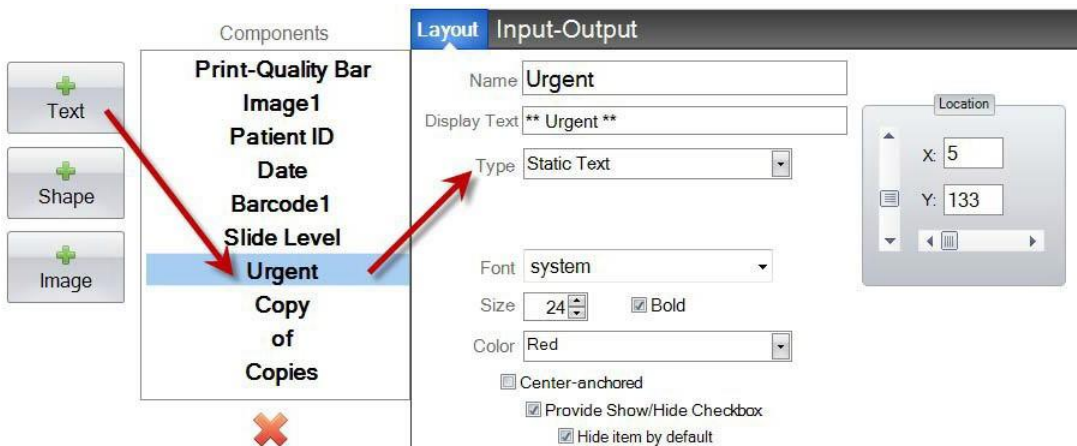 Components
Text
Shape
Image
Print-Quality Bar
Image1
Patient ID
Date
Barcode1
Slide Level
Urgent
Copy
of
Copies
Layout Input-Output
Name Urgent
Display Text ** Urgent **
Type Static Text
Font system
Size 24 Bold
Color Red
Center-anchored
Provide Show/Hide Checkbox
Hide item by default
Location
X: 5
Y: 133